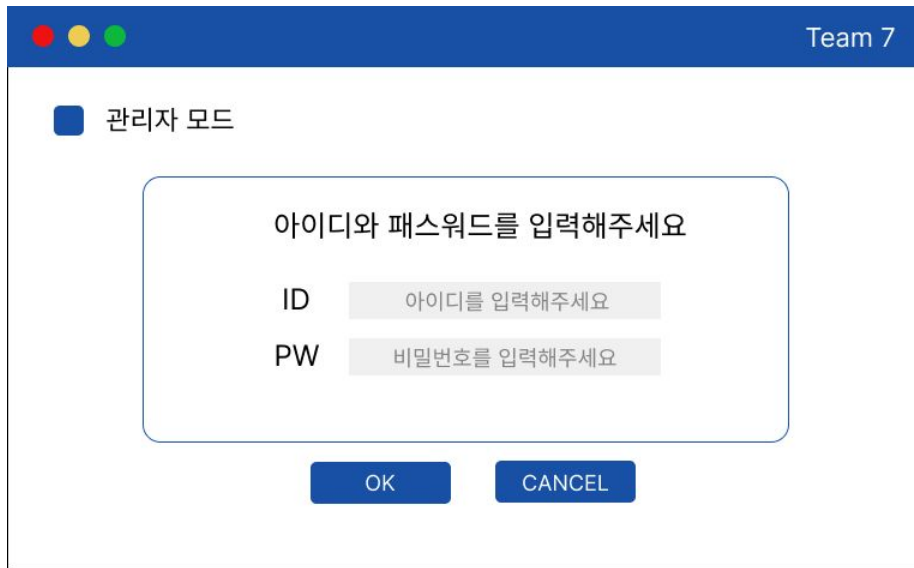 Team 7
관리자 모드
아이디와 패스워드를 입력해주세요
ID 아이디를 입력해주세요
PW 비밀번호를 입력해주세요
OK CANCEL